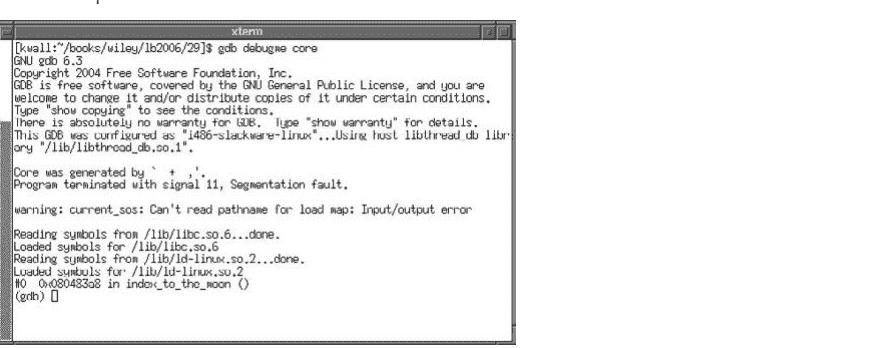 xterm
[kwall:~/books/wiley/lb2006/29]$ gdb debugme core
GNU gdb 6.3
Copyright 2004 Free Software Foundation, Inc.
GDB is free software, covered by the GNU General Public License, and you are
welcome to change it and/or distribute copies of it under certain conditions.
Type "show copying" to see the conditions.
There is absolutely no warranty for GDB.  Type "show warranty" for details.
This GDB was configured as "i486-slackware-linux"...Using host libthread_db libr
ary "/lib/libthread_db.so.1".
Core was generated by `  +  ,'.
Program terminated with signal 11, Segmentation fault.
warning: current_sos: Can't read pathname for load map: Input/output error
Reading symbols from /lib/libc.so.6...done.
Loaded symbols for /lib/libc.so.6
Reading symbols from /lib/ld-linux.so.2...done.
Loaded symbols for /lib/ld-linux.so.2
#0  0x080483a8 in index_to_the_moon ()
(gdb)